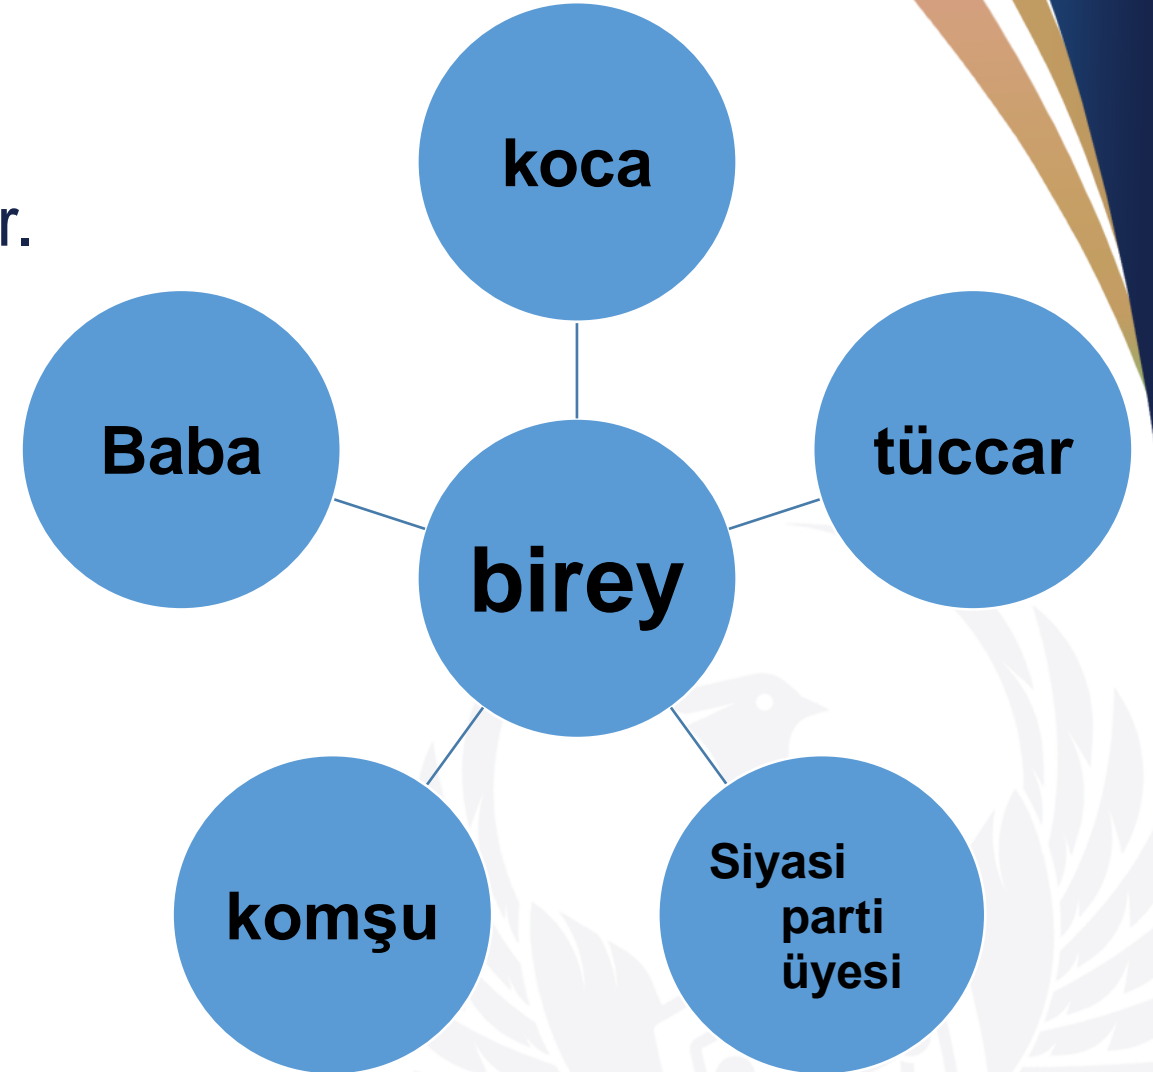 koca
r.
Baba
tüccar
birey
komşu
Siyasi
parti
üyesi